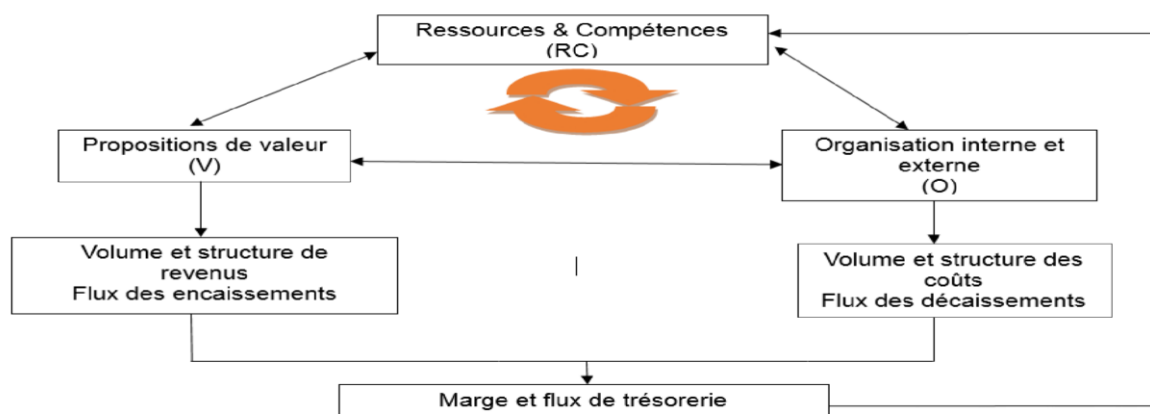 Ressources & Compétences
(RC)
Propositions de valeur
(V)
Organisation interne et
externe
(O)
Volume et structure de
revenus
Flux des encaissements
Volume et structure des
coûts
Flux des décaissements
Marge et flux de trésorerie